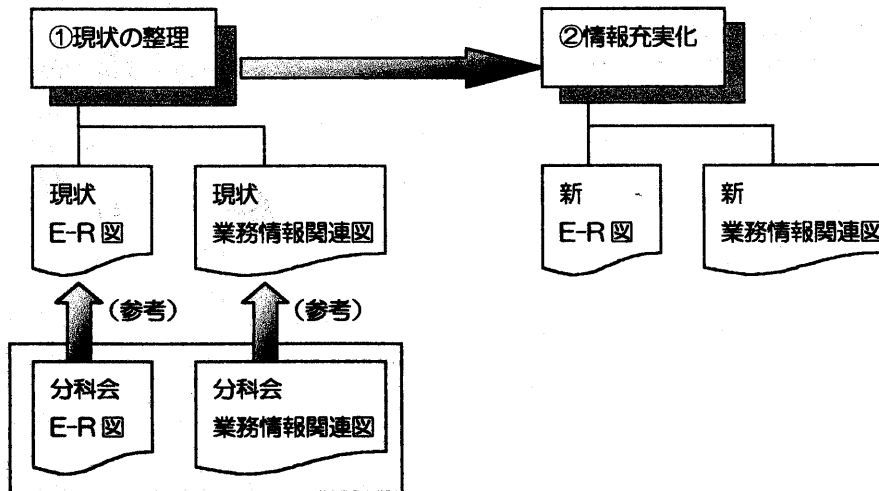 ①現状の整理
②情報充実化
現状
E-R図
現状
業務情報関連図
新
E-R図
新
業務情報関連図
(参考)
(参考)
分科会
E-R図
分科会
業務情報関連図